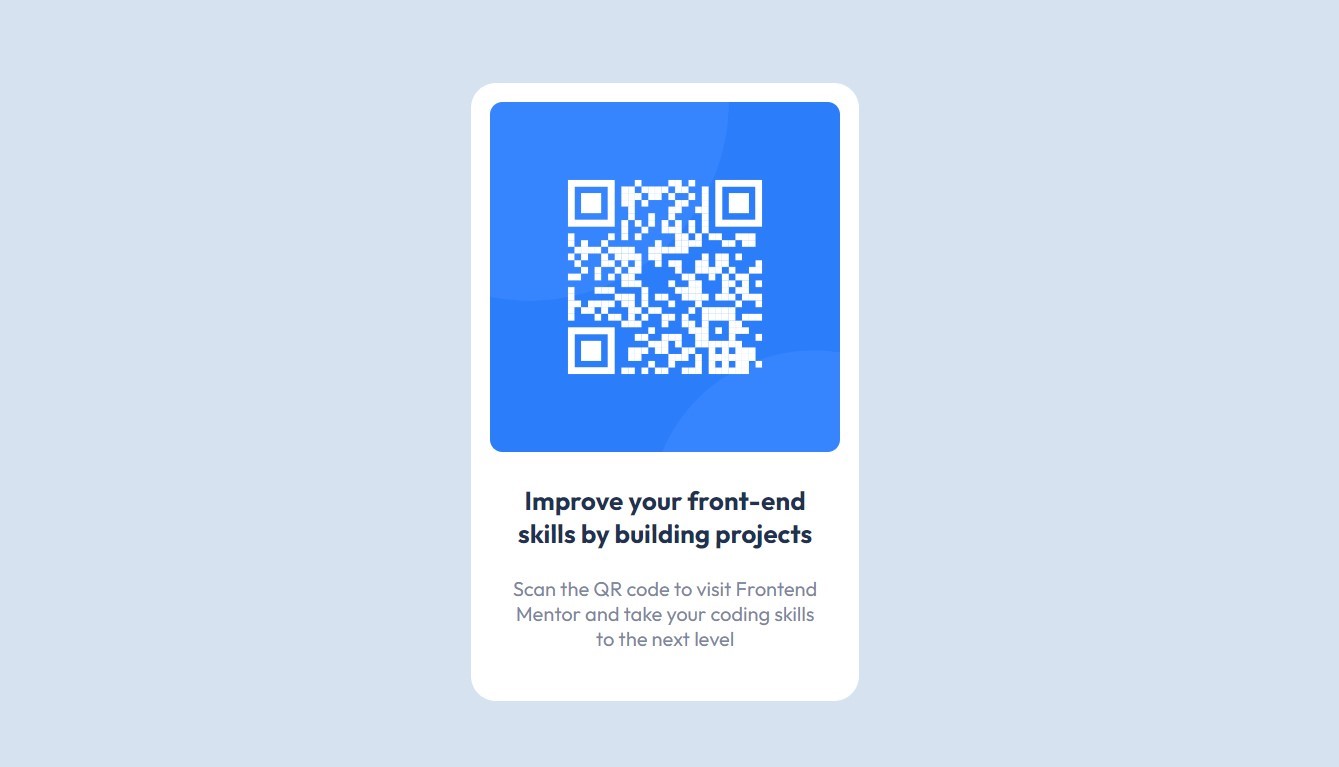 Improve your front-end
skills by building projects
Scan the QR code to visit Frontend
Mentor and take your coding skills
to the next level